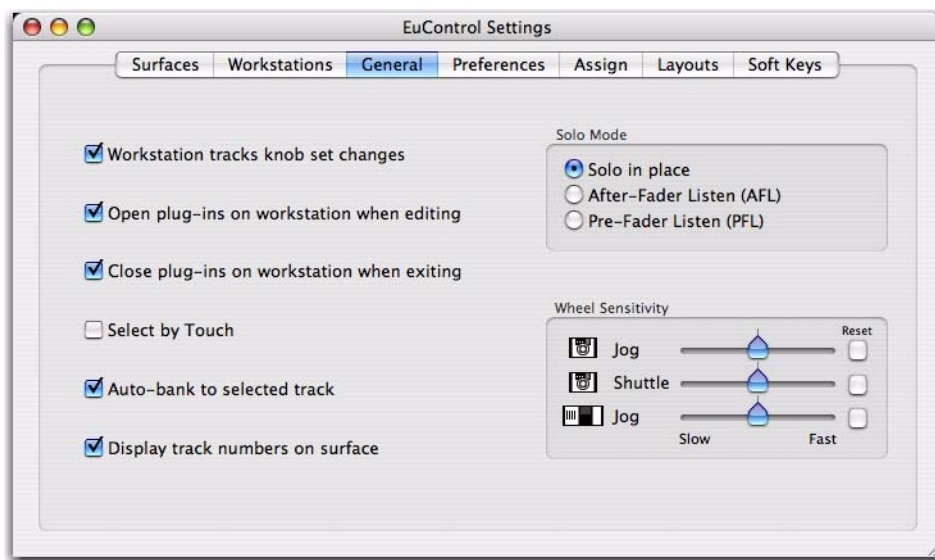 EuControl Settings
Surfaces Workstations General Preferences Assign Layouts Soft Keys
Workstation tracks knob set changes
Open plug-ins on workstation when editing
Close plug-ins on workstation when exiting
Select by Touch
Auto-bank to selected track
Display track numbers on surface
Solo Mode
Solo in place
After-Fader Listen (AFL)
Pre-Fader Listen (PFL)
Wheel Sensitivity
Reset
Jog
Shuttle
Jog
Slow Fast